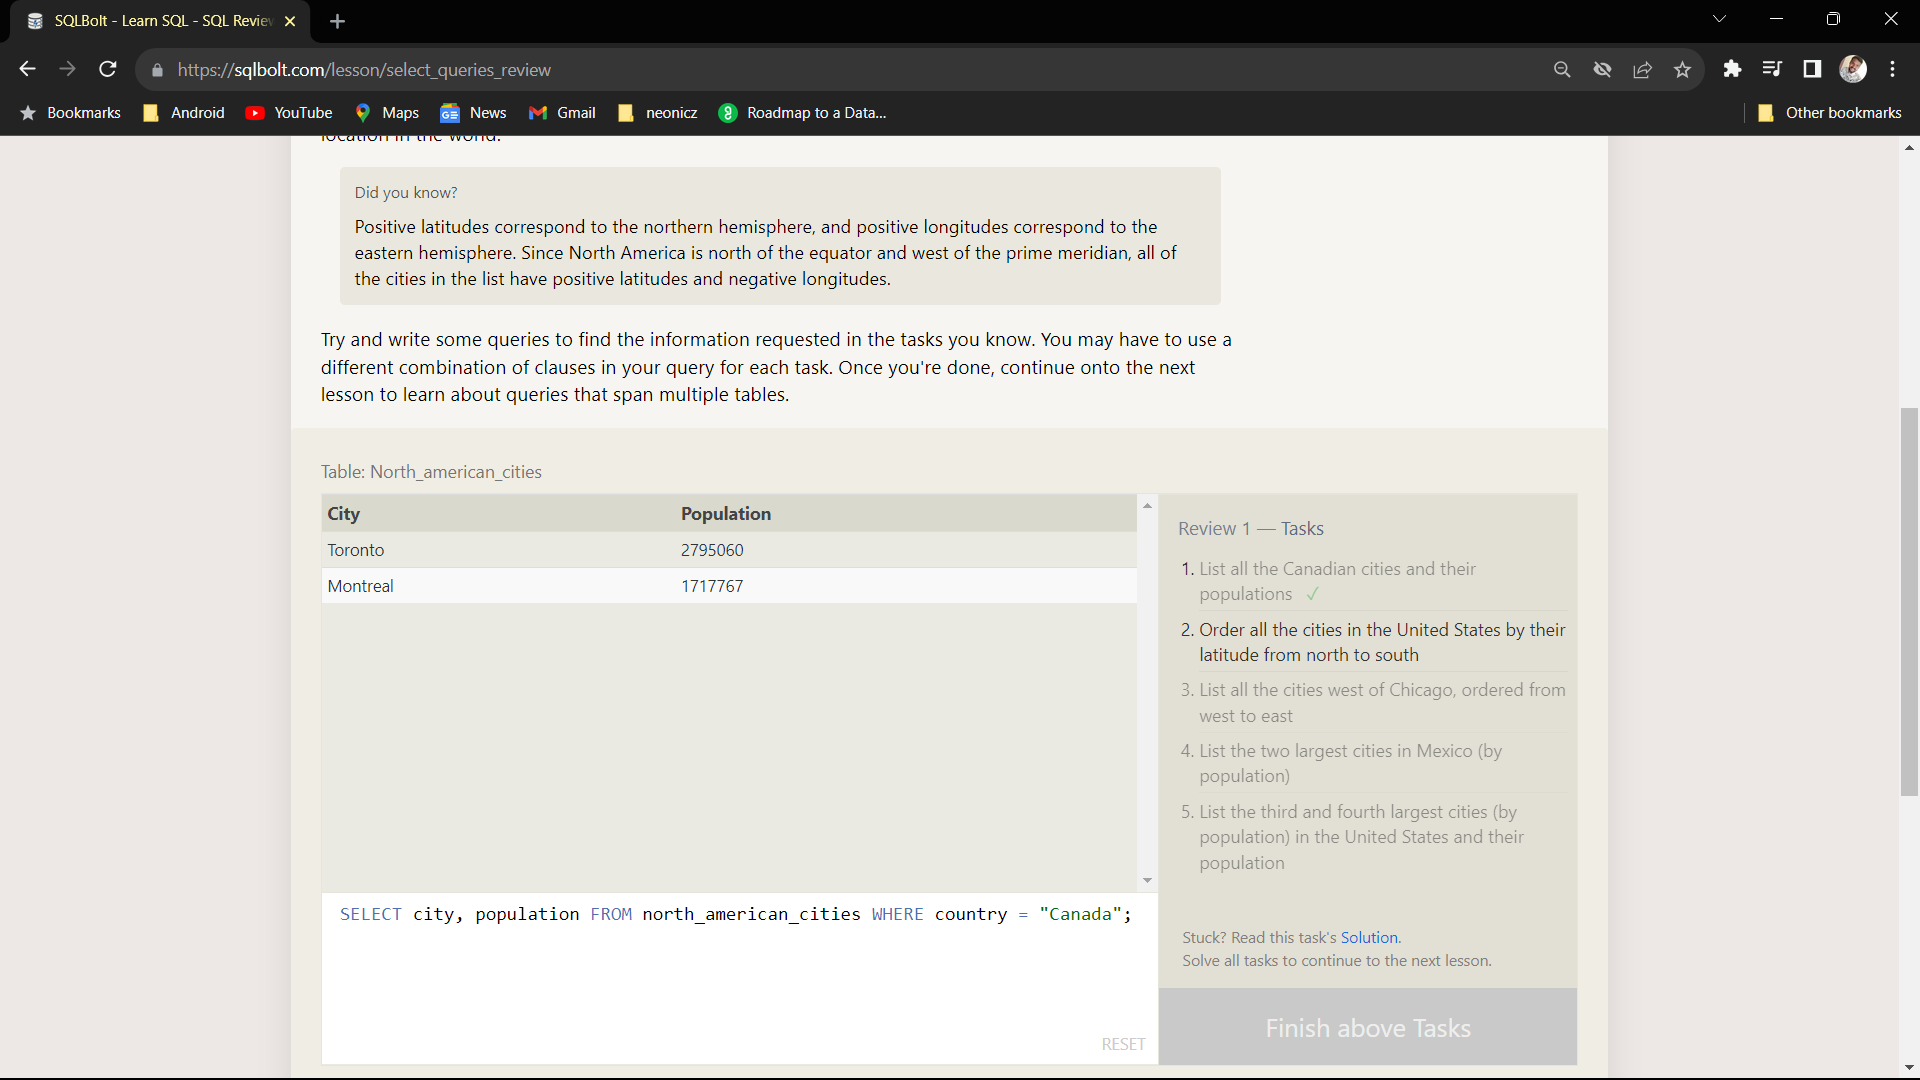 SQLBolt - Learn SQL - SQL Review
https://sqlbolt.com/lesson/select_queries_review
Bookmarks Android YouTube Maps News Gmail neonicz Roadmap to a Data... Other bookmarks
location in the world.
Did you know?
Positive latitudes correspond to the northern hemisphere, and positive longitudes correspond to the
eastern hemisphere. Since North America is north of the equator and west of the prime meridian, all of
the cities in the list have positive latitudes and negative longitudes.
Try and write some queries to find the information requested in the tasks you know. You may have to use a
different combination of clauses in your query for each task. Once you're done, continue onto the next
lesson to learn about queries that span multiple tables.
Table: North_american_cities
City Population
Toronto 2795060
Montreal 1717767
SELECT city, population FROM north_american_cities WHERE country = "Canada";
RESET
Review 1 — Tasks
1. List all the Canadian cities and their
populations ✓
2. Order all the cities in the United States by their
latitude from north to south
3. List all the cities west of Chicago, ordered from
west to east
4. List the two largest cities in Mexico (by
population)
5. List the third and fourth largest cities (by
population) in the United States and their
population
Stuck? Read this task's Solution.
Solve all tasks to continue to the next lesson.
Finish above Tasks